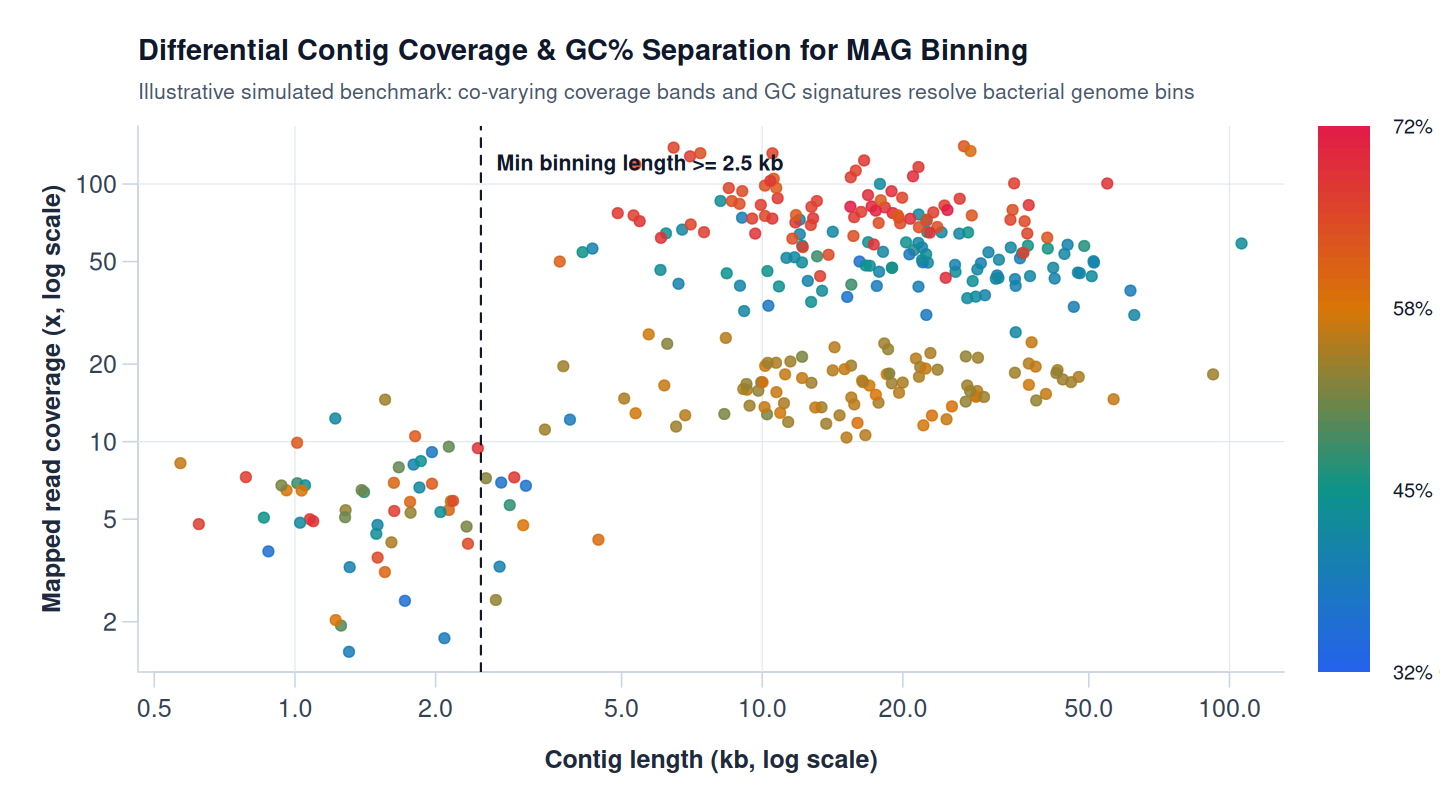 Differential Contig Coverage & GC% Separation for MAG Binning
Illustrative simulated benchmark: co-varying coverage bands and GC signatures resolve bacterial genome bins
Min binning length >= 2.5 kb
Mapped read coverage (x, log scale)
100
50
20
10
5
2
0.5 1.0 2.0 5.0 10.0 20.0 50.0 100.0
Contig length (kb, log scale)
72%
58%
45%
32%